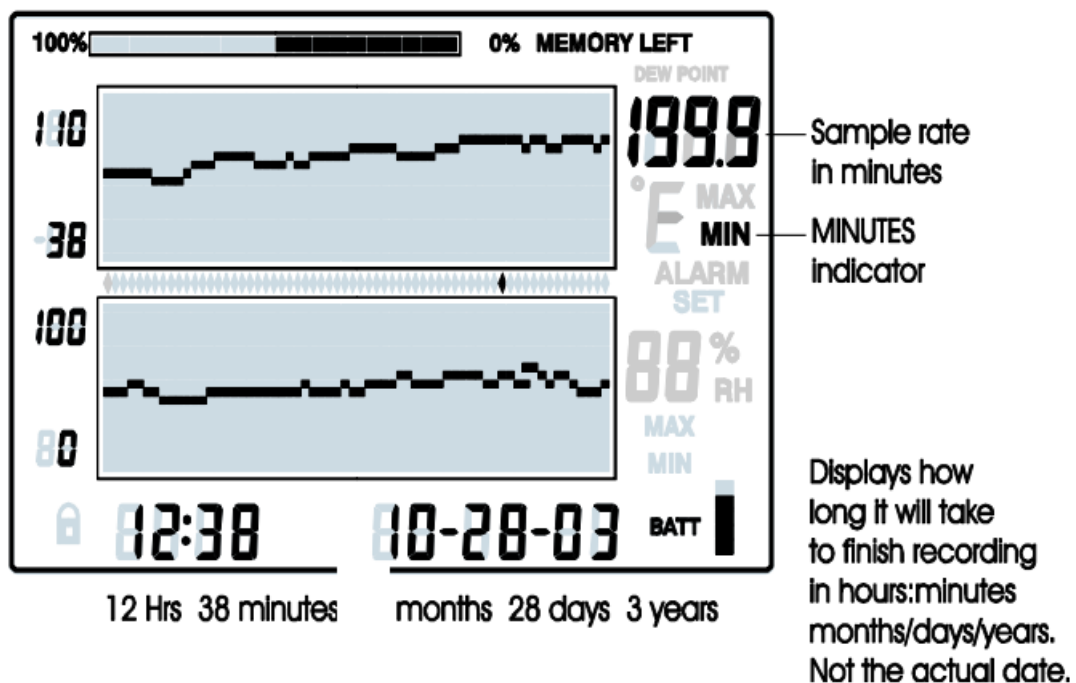 100% 0% MEMORY LEFT
DEW POINT
110
199.9
Sample rate
in minutes
°E MAX
-38
MIN
MINUTES
indicator
ALARM
SET
100
88 % RH
MAX
MIN
0
12:38 10-28-03 BATT
12 Hrs 38 minutes months 28 days 3 years
Displays how
long it will take
to finish recording
in hours:minutes
months/days/years.
Not the actual date.